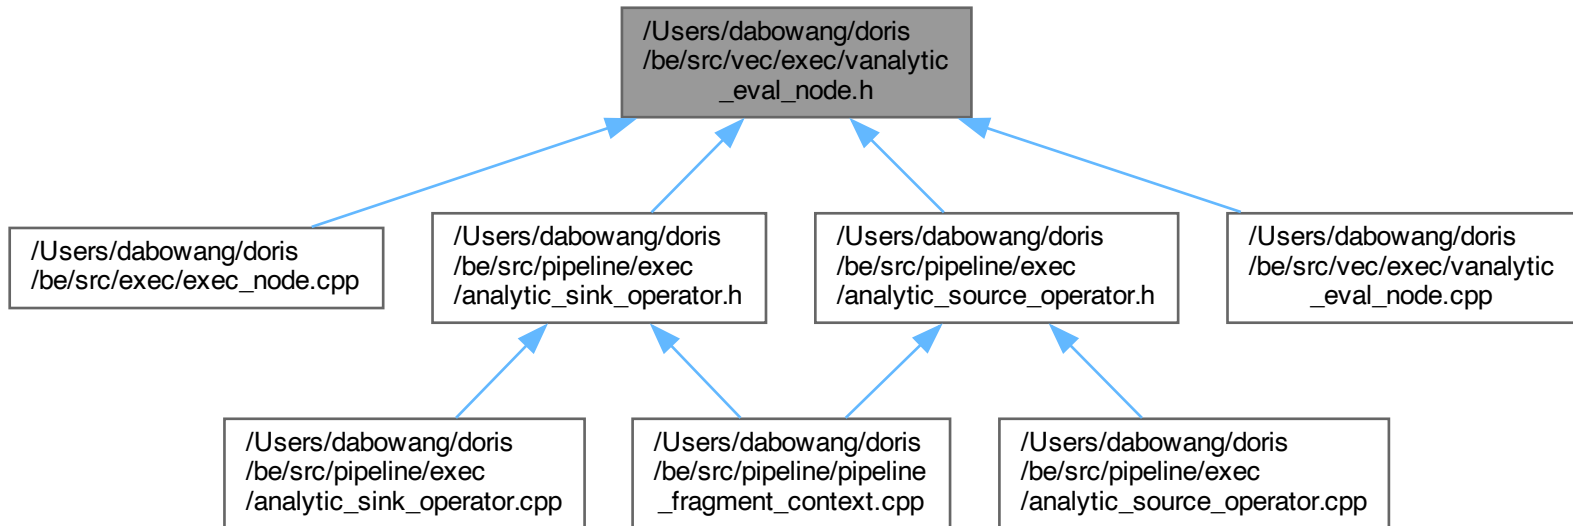 /Users/dabowang/doris
/be/src/vec/exec/vanalytic
_eval_node.h
/Users/dabowang/doris
/be/src/exec/exec_node.cpp
/Users/dabowang/doris
/be/src/pipeline/exec
/analytic_sink_operator.h
/Users/dabowang/doris
/be/src/pipeline/exec
/analytic_source_operator.h
/Users/dabowang/doris
/be/src/vec/exec/vanalytic
_eval_node.cpp
/Users/dabowang/doris
/be/src/pipeline/exec
/analytic_sink_operator.cpp
/Users/dabowang/doris
/be/src/pipeline/pipeline
_fragment_context.cpp
/Users/dabowang/doris
/be/src/pipeline/exec
/analytic_source_operator.cpp